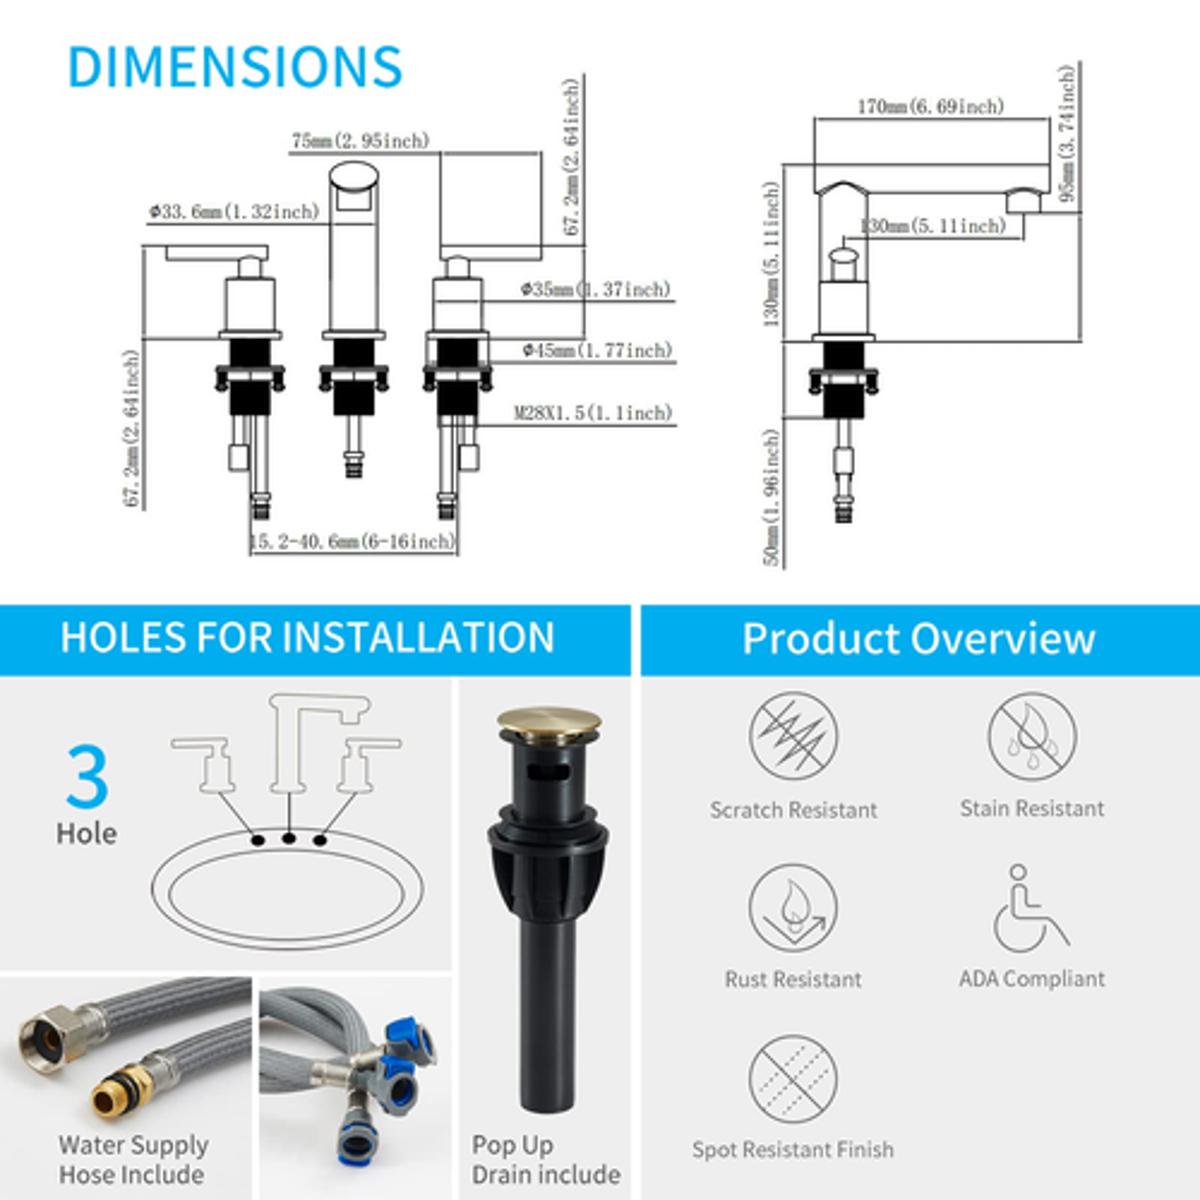 DIMENSIONS
75mm(2.95inch)
67.2mm(2.64inch)
Φ33.6mm(1.32inch)
Φ35mm(1.37inch)
Φ45mm(1.77inch)
M28X1.5(1.1inch)
67.2mm(2.64inch)
15.2-40.6mm(6-16inch)
170mm(6.69inch)
95mm(3.74inch)
130mm(5.11inch)
130mm(5.11inch)
50mm(1.96inch)
HOLES FOR INSTALLATION
3
Hole
Water Supply
Hose Include
Pop Up
Drain include
Product Overview
Scratch Resistant
Stain Resistant
Rust Resistant
ADA Compliant
Spot Resistant Finish